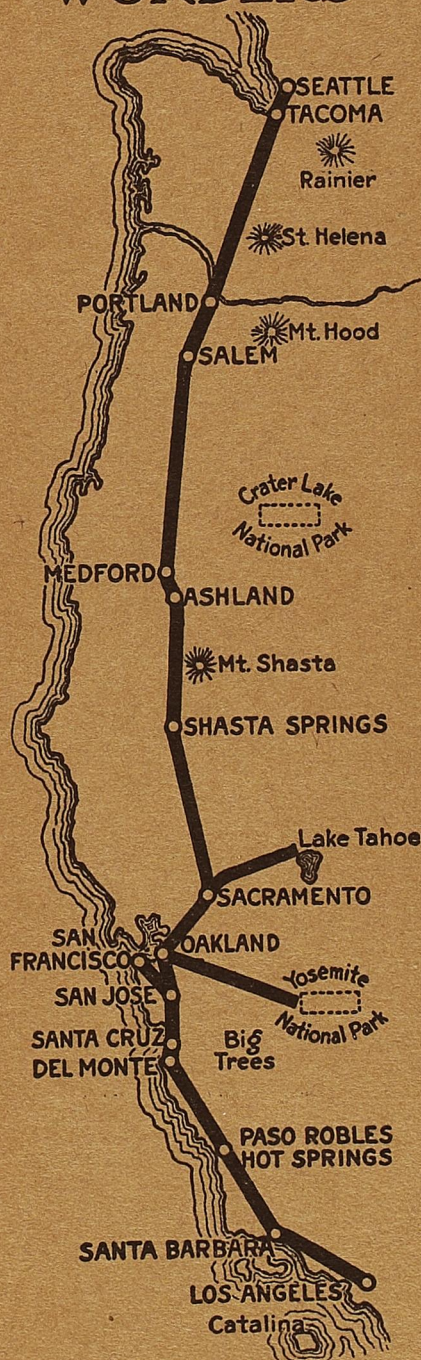 WONDERS
SEATTLE
TACOMA
Rainier
St. Helena
PORTLAND
Mt. Hood
SALEM
Crater Lake
National Park
MEDFORD
ASHLAND
Mt. Shasta
SHASTA SPRINGS
Lake Tahoe
SACRAMENTO
SAN
FRANCISCO
OAKLAND
Yosemite
National Park
SAN JOSE
SANTA CRUZ
Big
Trees
DEL MONTE
PASO ROBLES
HOT SPRINGS
SANTA BARBARA
LOS ANGELES
Catalina